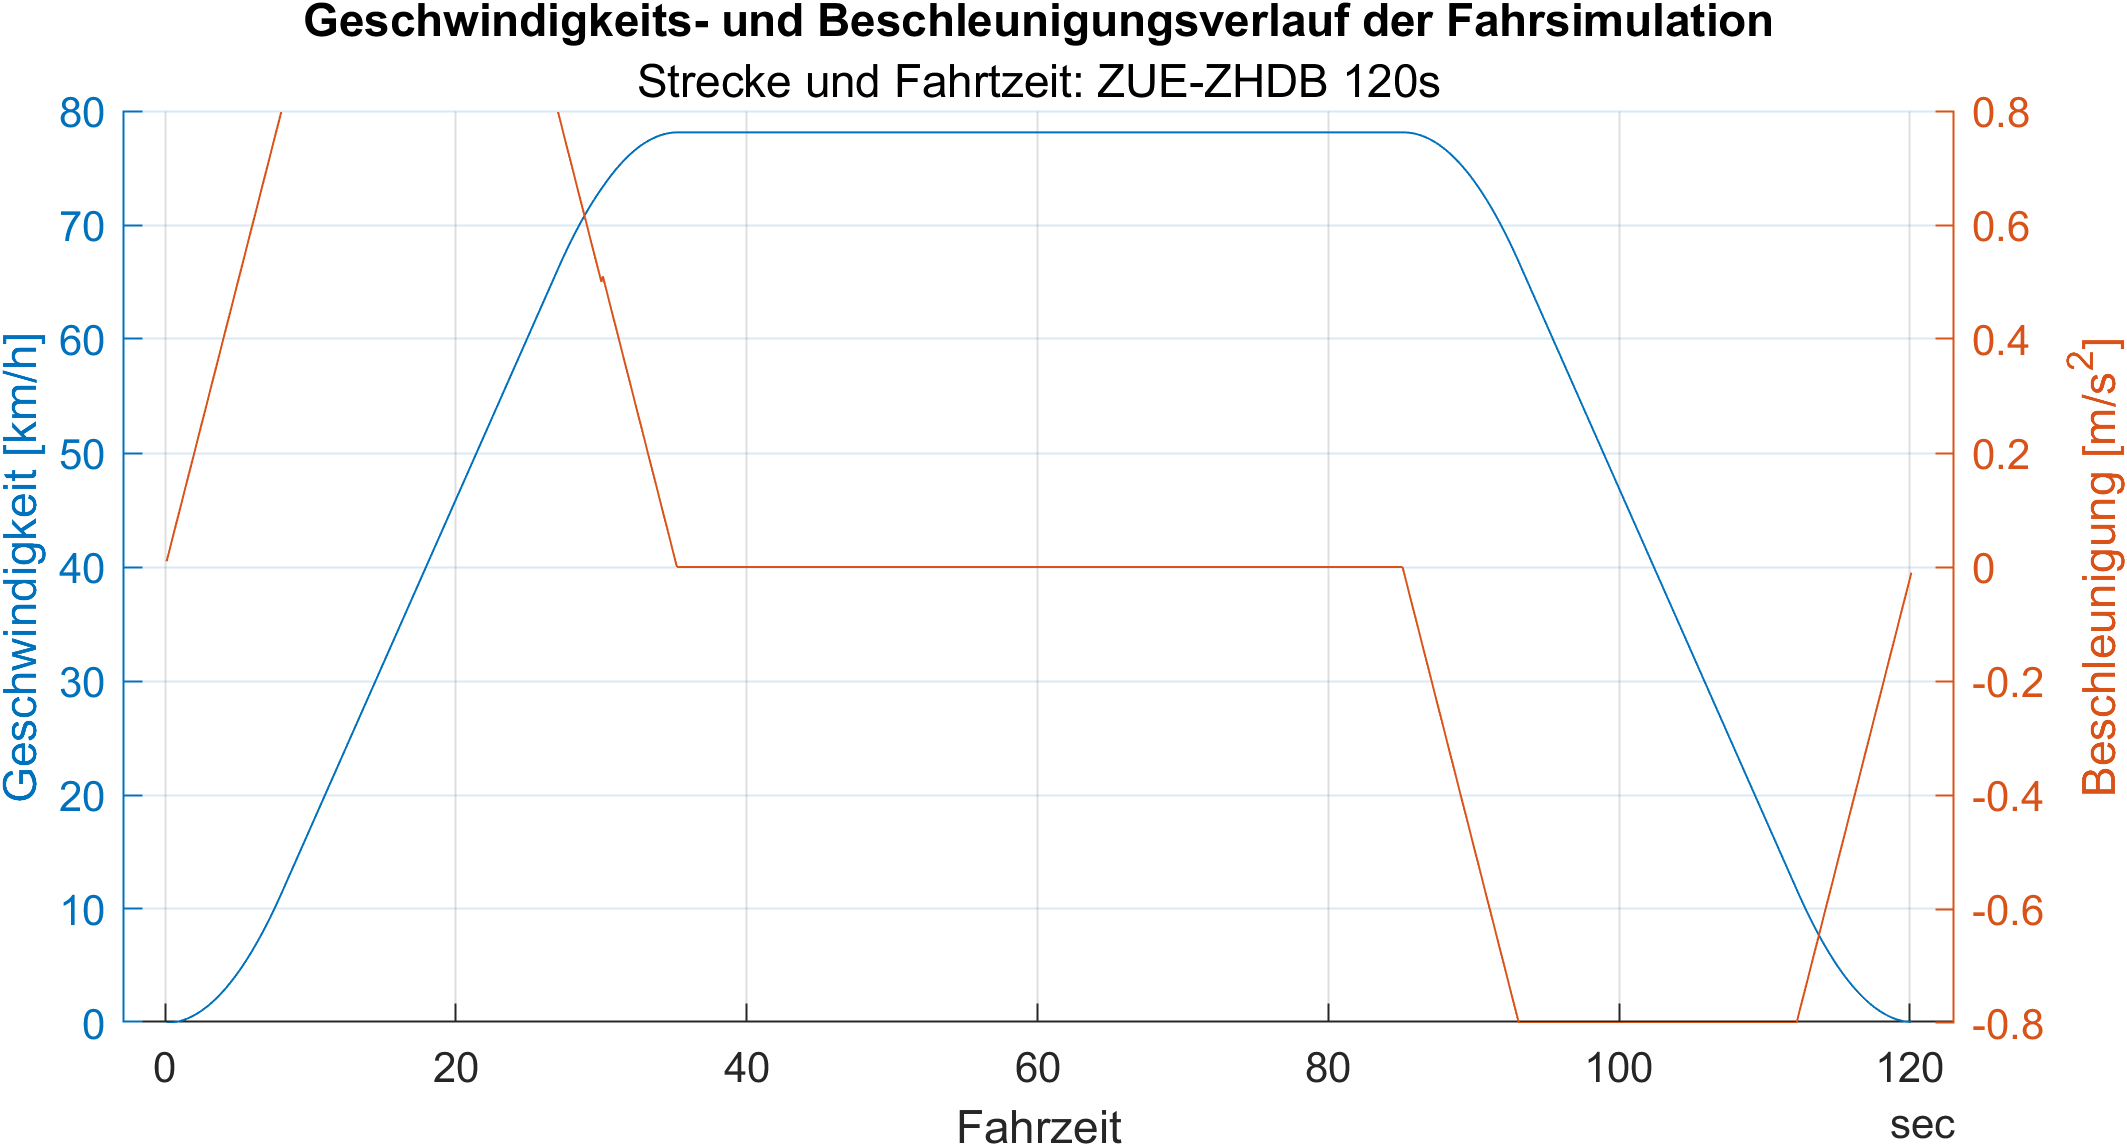 Geschwindigkeits- und Beschleunigungsverlauf der Fahrsimulation
Strecke und Fahrtzeit: ZUE-ZHDB 120s
Geschwindigkeit [km/h]
80
70
60
50
40
30
20
10
0
0.8
0.6
0.4
0.2
0
-0.2
-0.4
-0.6
-0.8
Beschleunigung [m/s²]
0 20 40 60 80 100 120
Fahrzeit
sec